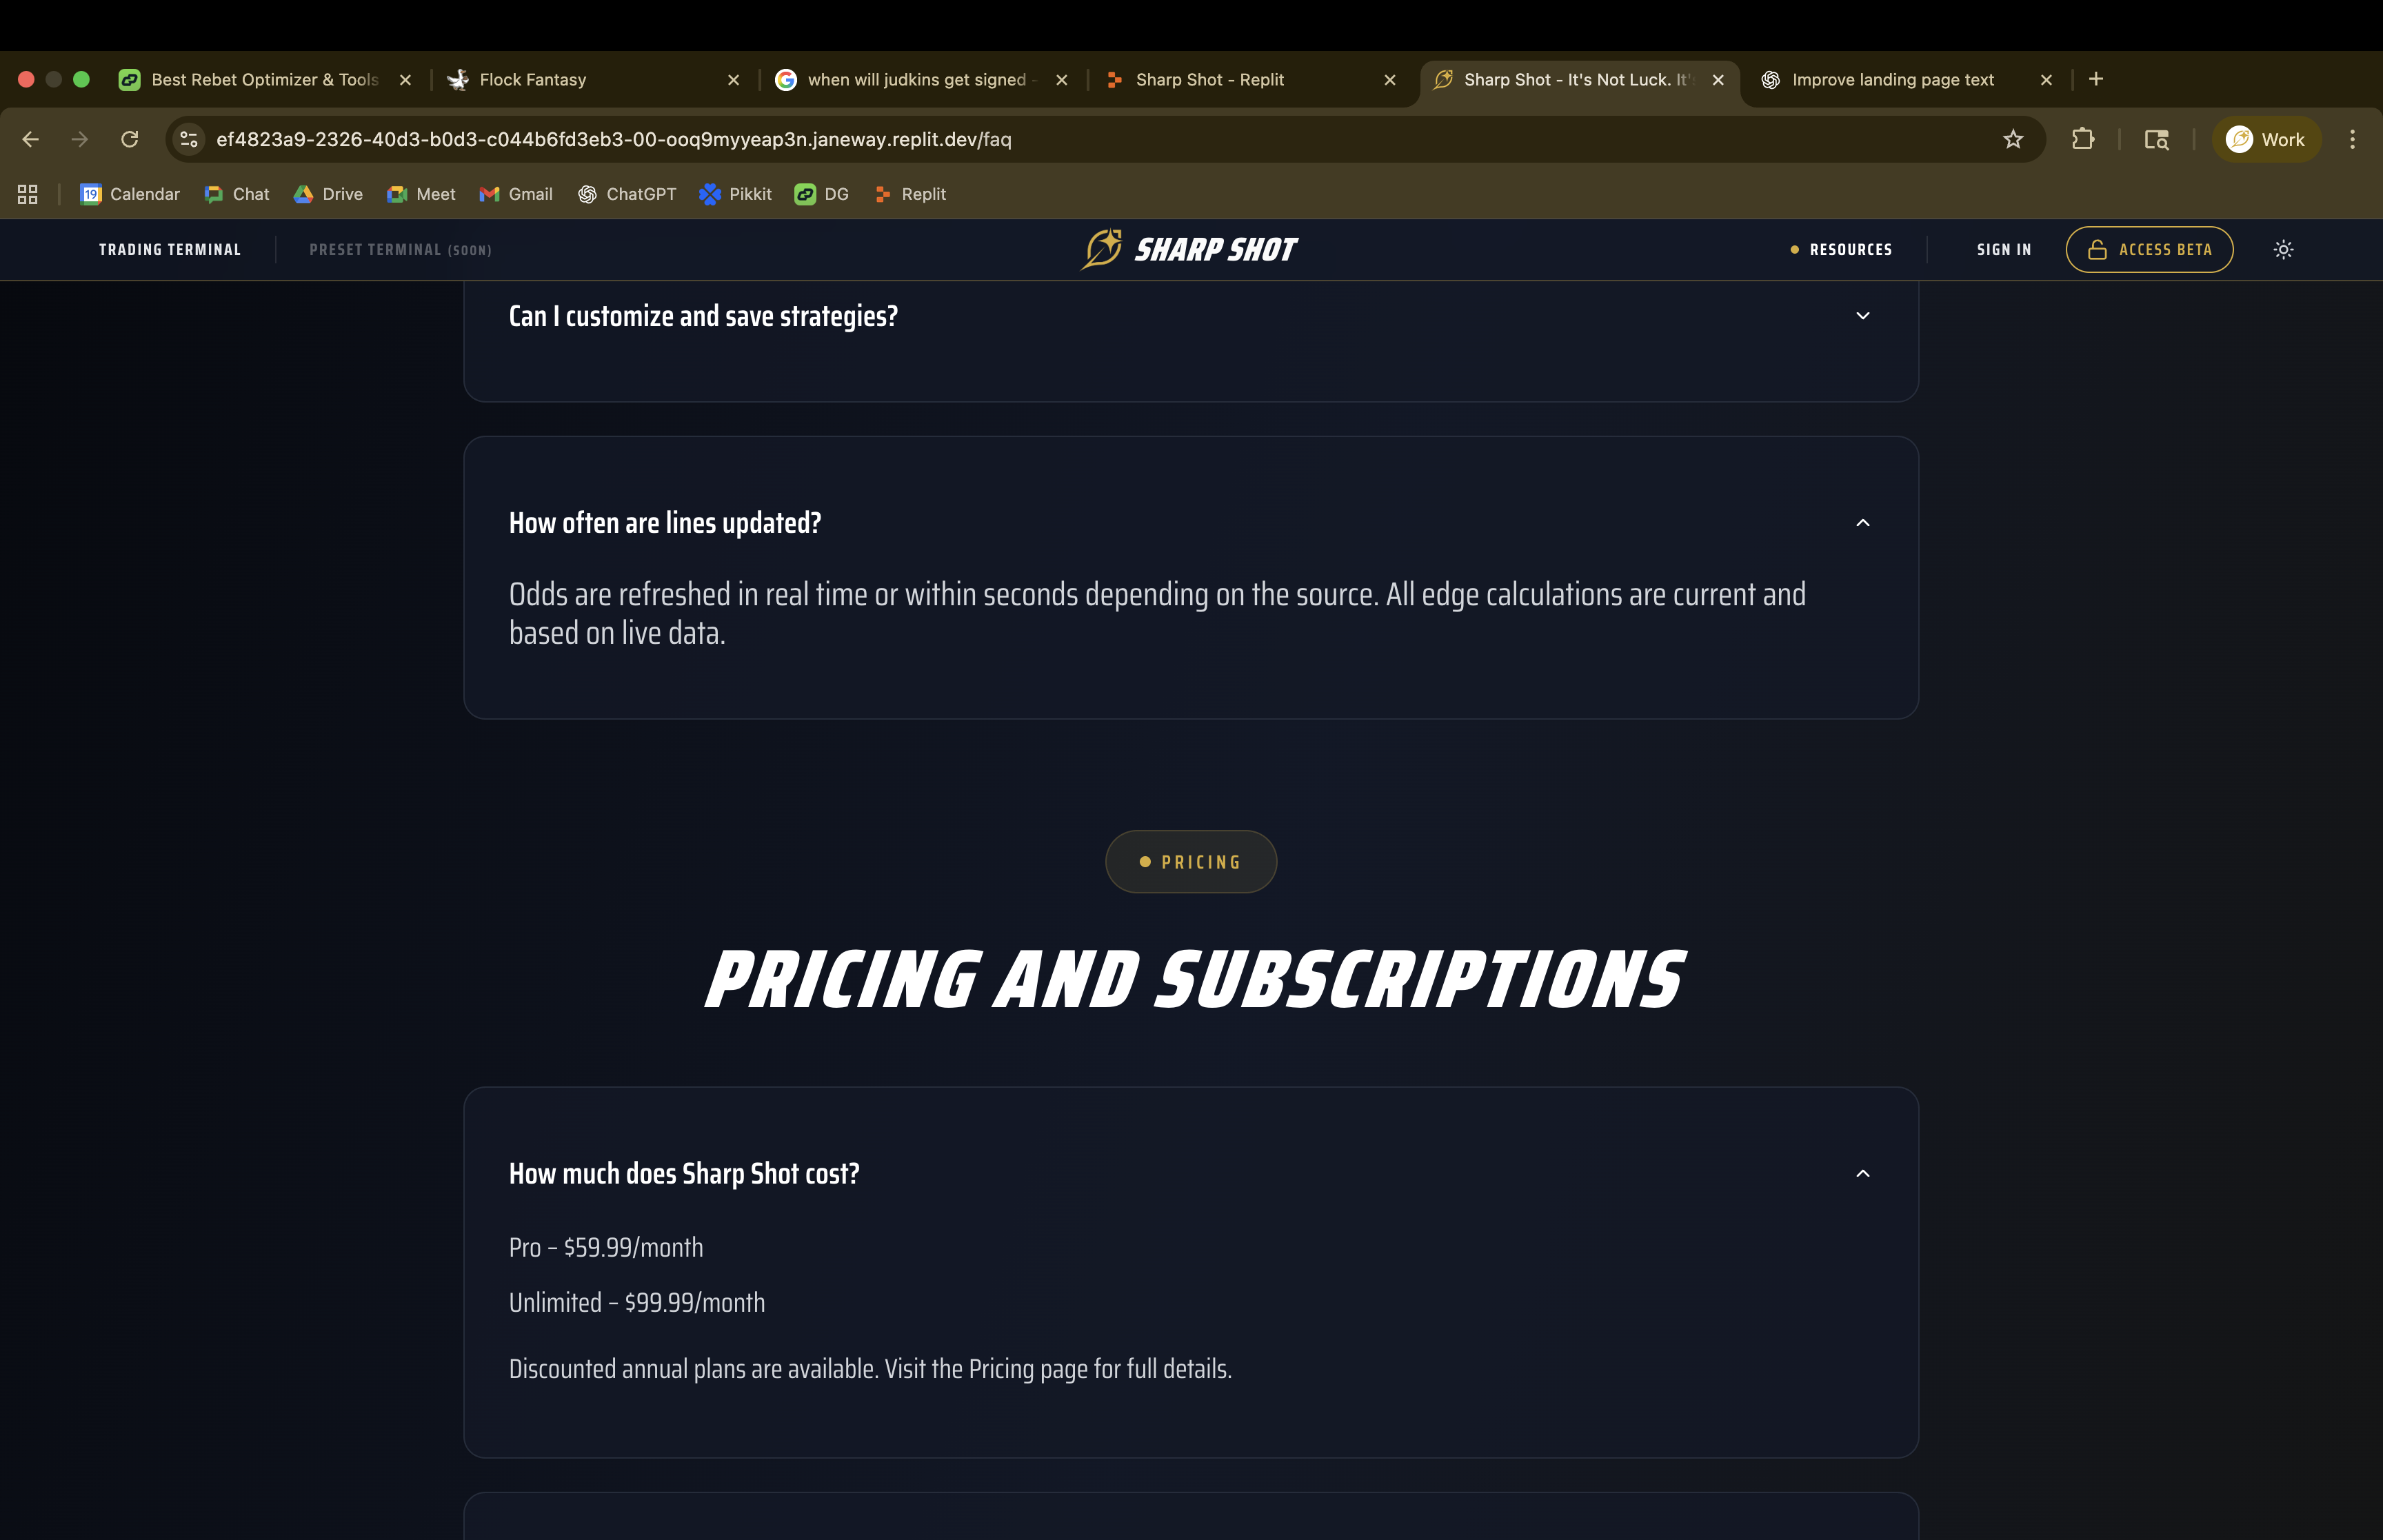 Best Rebet Optimizer & Tools
Flock Fantasy
when will judkins get signed -
Sharp Shot - Replit
Sharp Shot - It's Not Luck. It's
Improve landing page text
ef4823a9-2326-40d3-b0d3-c044b6fd3eb3-00-ooq9myyeap3n.janeway.replit.dev/faq
Work
19
Calendar
Chat
Drive
Meet
Gmail
ChatGPT
Pikkit
DG
Replit
TRADING TERMINAL
PRESET TERMINAL (SOON)
SHARP SHOT
RESOURCES
SIGN IN
ACCESS BETA
Can I customize and save strategies?
How often are lines updated?
Odds are refreshed in real time or within seconds depending on the source. All edge calculations are current and
based on live data.
PRICING
PRICING AND SUBSCRIPTIONS
How much does Sharp Shot cost?
Pro – $59.99/month
Unlimited – $99.99/month
Discounted annual plans are available. Visit the Pricing page for full details.